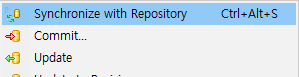 Synchronize with Repository Ctrl+Alt+S
Commit...
Update